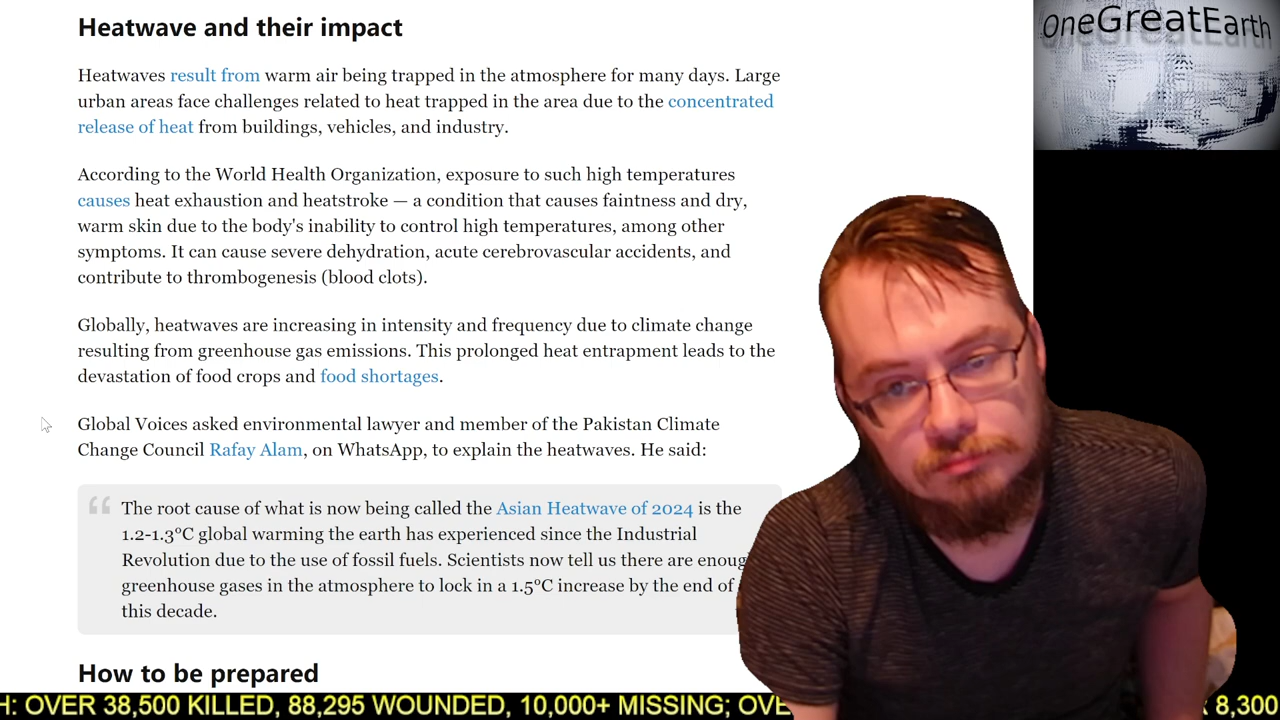 Heatwave and their impact
OneGreatEarth
Heatwaves result from warm air being trapped in the atmosphere for many days. Large
urban areas face challenges related to heat trapped in the area due to the concentrated
release of heat from buildings, vehicles, and industry.
According to the World Health Organization, exposure to such high temperatures
causes heat exhaustion and heatstroke — a condition that causes faintness and dry,
warm skin due to the body's inability to control high temperatures, among other
symptoms. It can cause severe dehydration, acute cerebrovascular accidents, and
contribute to thrombogenesis (blood clots).
Globally, heatwaves are increasing in intensity and frequency due to climate change
resulting from greenhouse gas emissions. This prolonged heat entrapment leads to the
devastation of food crops and food shortages.
Global Voices asked environmental lawyer and member of the Pakistan Climate
Change Council Rafay Alam, on WhatsApp, to explain the heatwaves. He said:
The root cause of what is now being called the Asian Heatwave of 2024 is the
1.2-1.3°C global warming the earth has experienced since the Industrial
Revolution due to the use of fossil fuels. Scientists now tell us there are enoug
greenhouse gases in the atmosphere to lock in a 1.5°C increase by the end of
this decade.
How to be prepared
H: OVER 38,500 KILLED, 88,295 WOUNDED, 10,000+ MISSING; OVE 8,300